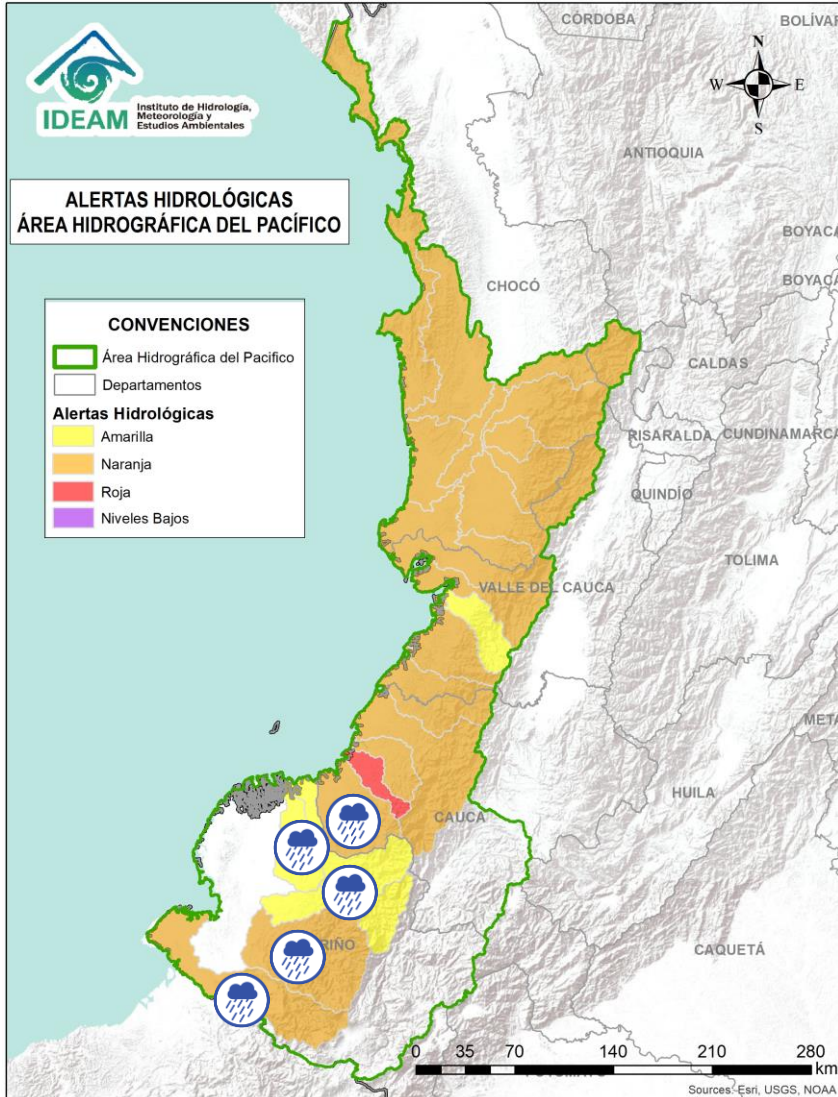 CÓRDOBA
BOLÍVAR
N
W E
S
IDEAM
Instituto de Hidrología,
Meteorología y
Estudios Ambientales
ANTIOQUIA
ALERTAS HIDROLÓGICAS
ÁREA HIDROGRÁFICA DEL PACÍFICO
BOYACÁ
BOYACÁ
CHOCÓ
CONVENCIONES
Área Hidrográfica del Pacifico
Departamentos
Alertas Hidrológicas
Amarilla
Naranja
Roja
Niveles Bajos
CALDAS
RISARALDA
CUNDINAMARCA
QUINDÍO
TOLIMA
VALLE DEL CAUCA
META
HUILA
CAUCA
RIÑO
CAQUETÁ
0 35 70 140 210 280
km
Sources: Esri, USGS, NOAA